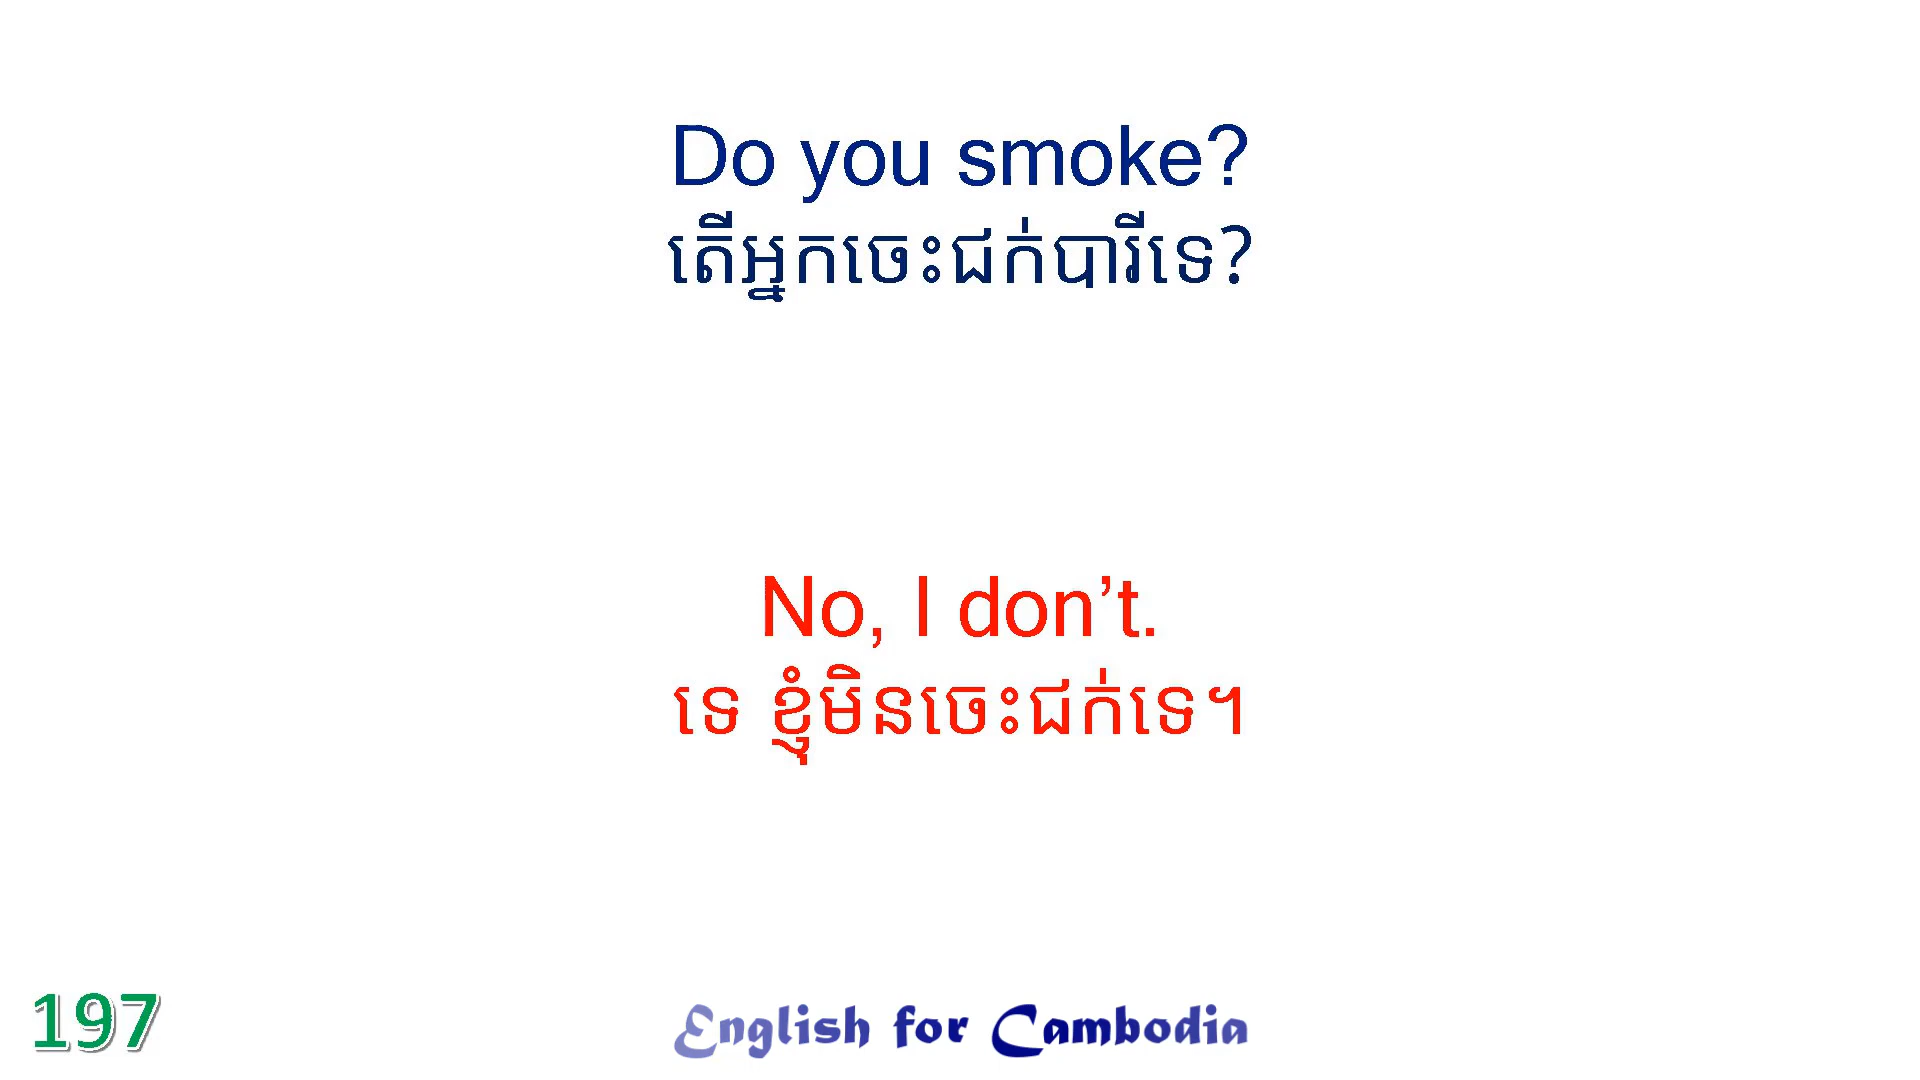 Do you smoke?
តើអ្នកចេះជក់បារីទេ?
No, I don’t.
ទេ ខ្ញុំមិនចេះជក់ទេ។
197
English for Cambodia